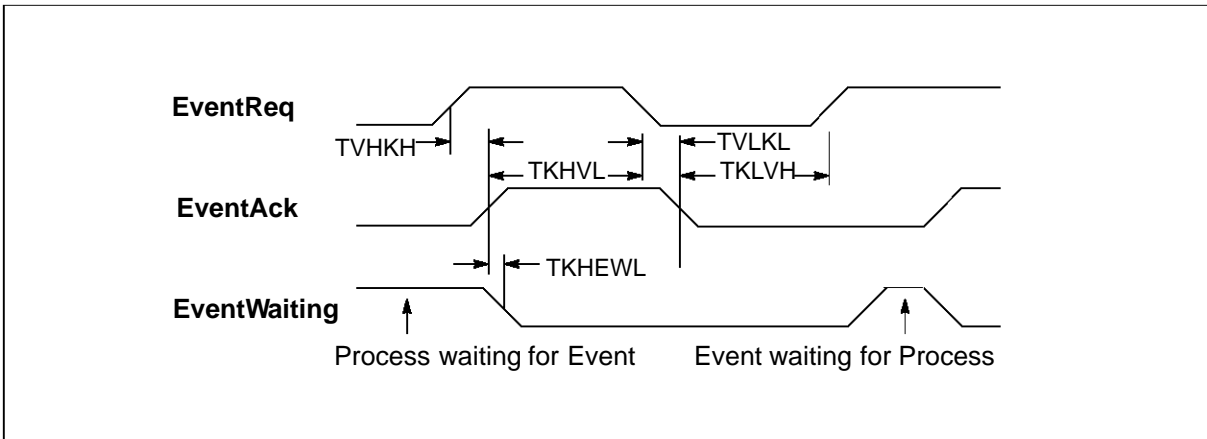 EventReq
TVHKH
TVLKL
TKHVL
TKLVH
EventAck
TKHEWL
EventWaiting
Process waiting for Event
Event waiting for Process